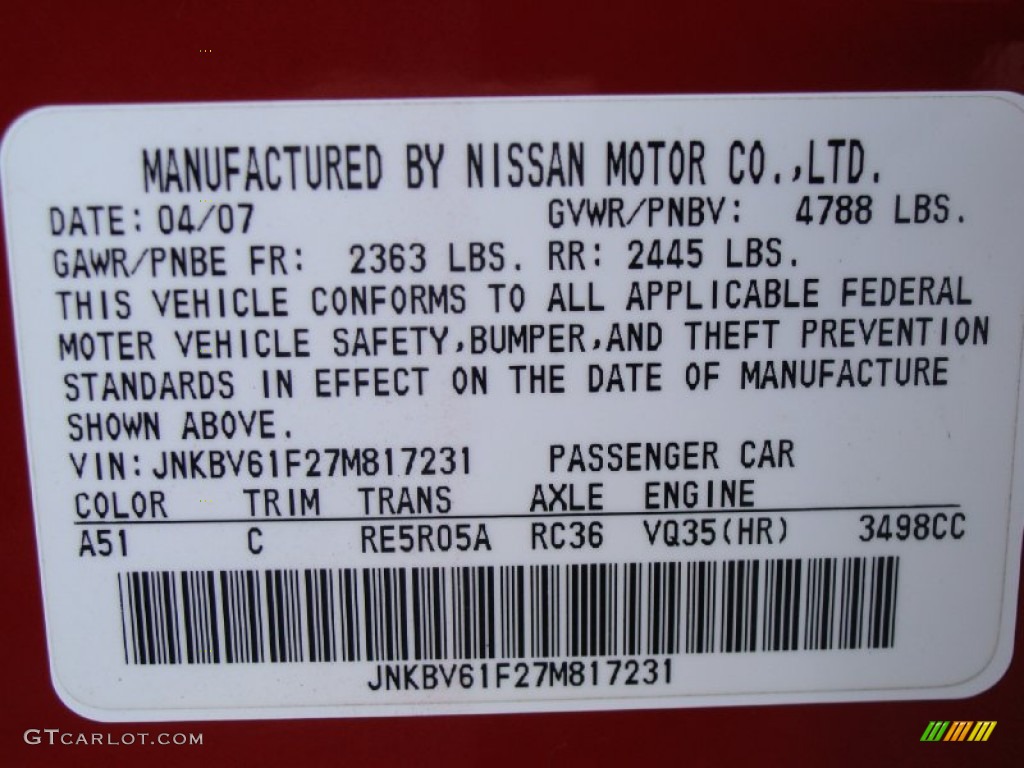 MANUFACTURED BY NISSAN MOTOR CO.,LTD.
DATE: 04/07 GVWR/PNBV: 4788 LBS.
GAWR/PNBE FR: 2363 LBS. RR: 2445 LBS.
THIS VEHICLE CONFORMS TO ALL APPLICABLE FEDERAL
MOTER VEHICLE SAFETY,BUMPER,AND THEFT PREVENTION
STANDARDS IN EFFECT ON THE DATE OF MANUFACTURE
SHOWN ABOVE.
VIN: JNKBV61F27M817231 PASSENGER CAR
COLOR TRIM TRANS AXLE ENGINE
A51 C RE5R05A RC36 VQ35(HR) 3498CC
JNKBV61F27M817231
GTCARLOT.COM